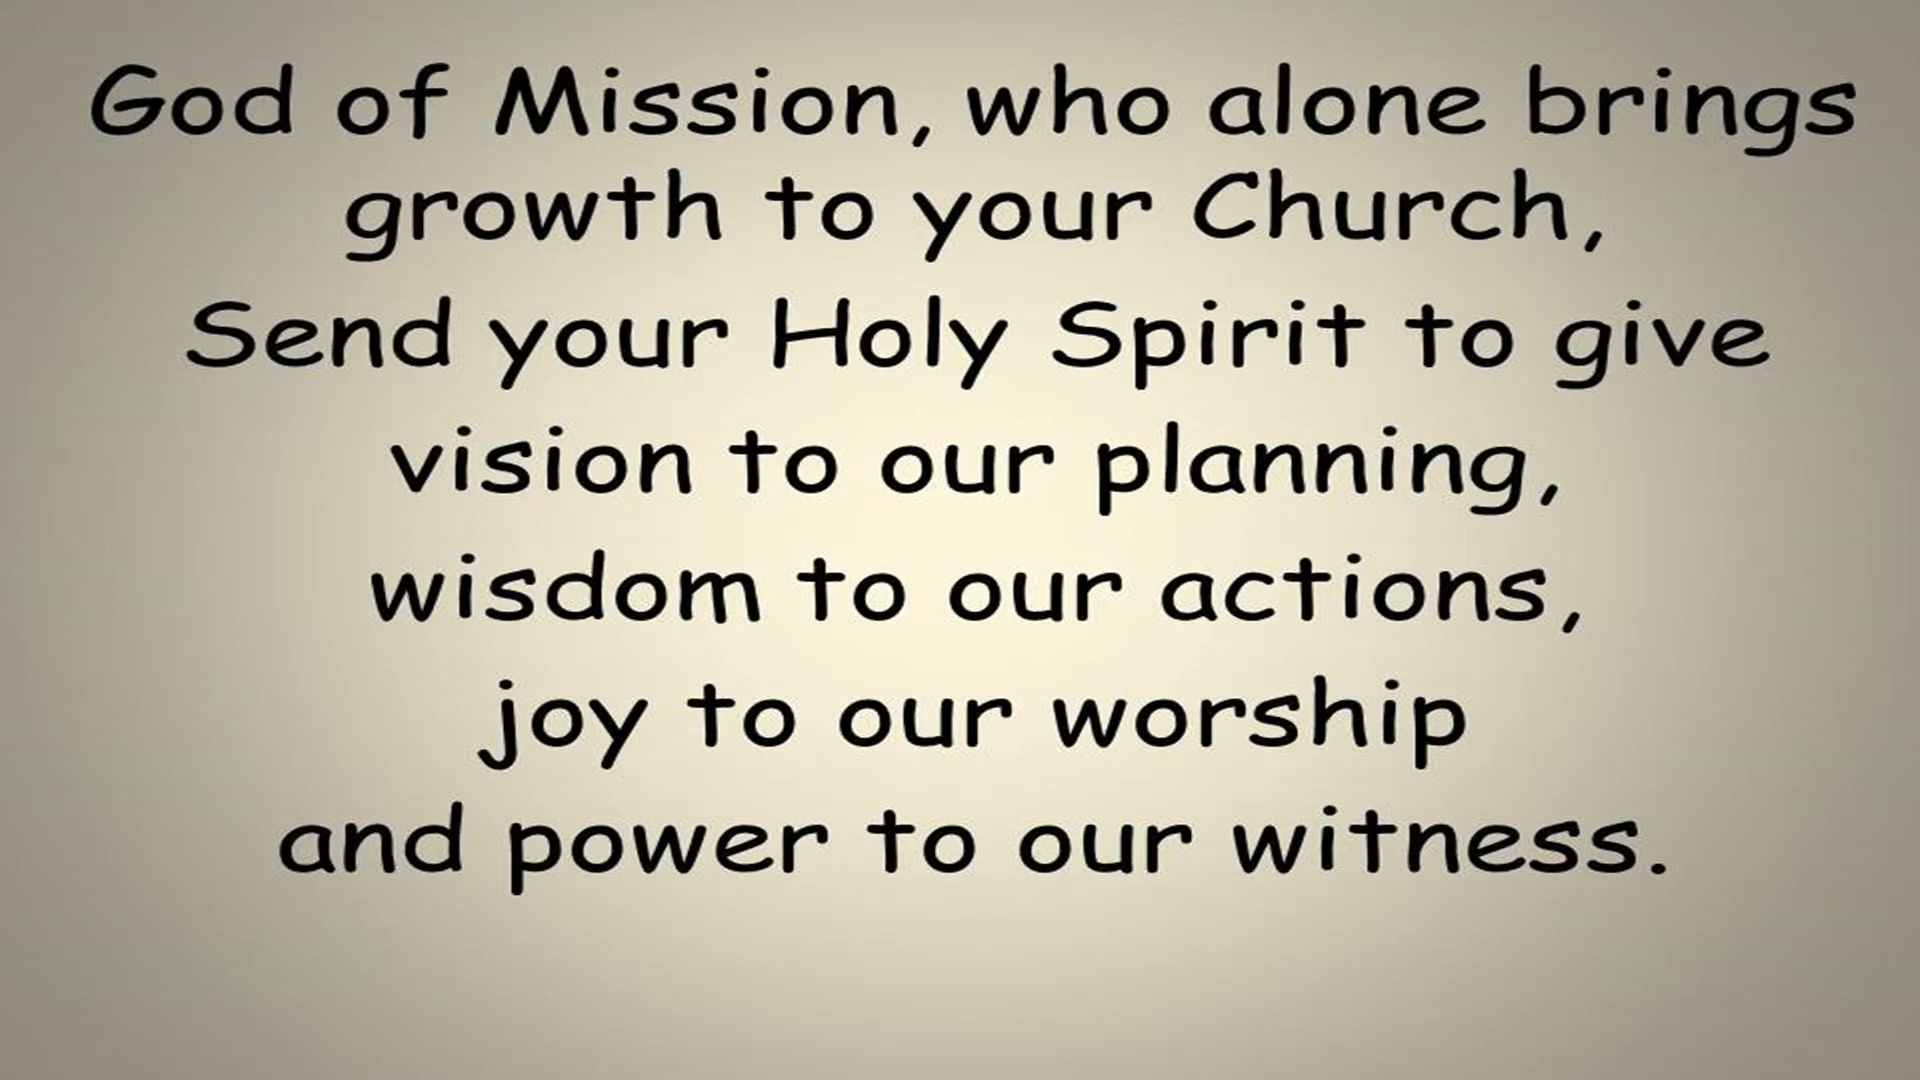 God of Mission, who alone brings
growth to your Church,
Send your Holy Spirit to give
vision to our planning,
wisdom to our actions,
joy to our worship
and power to our witness.